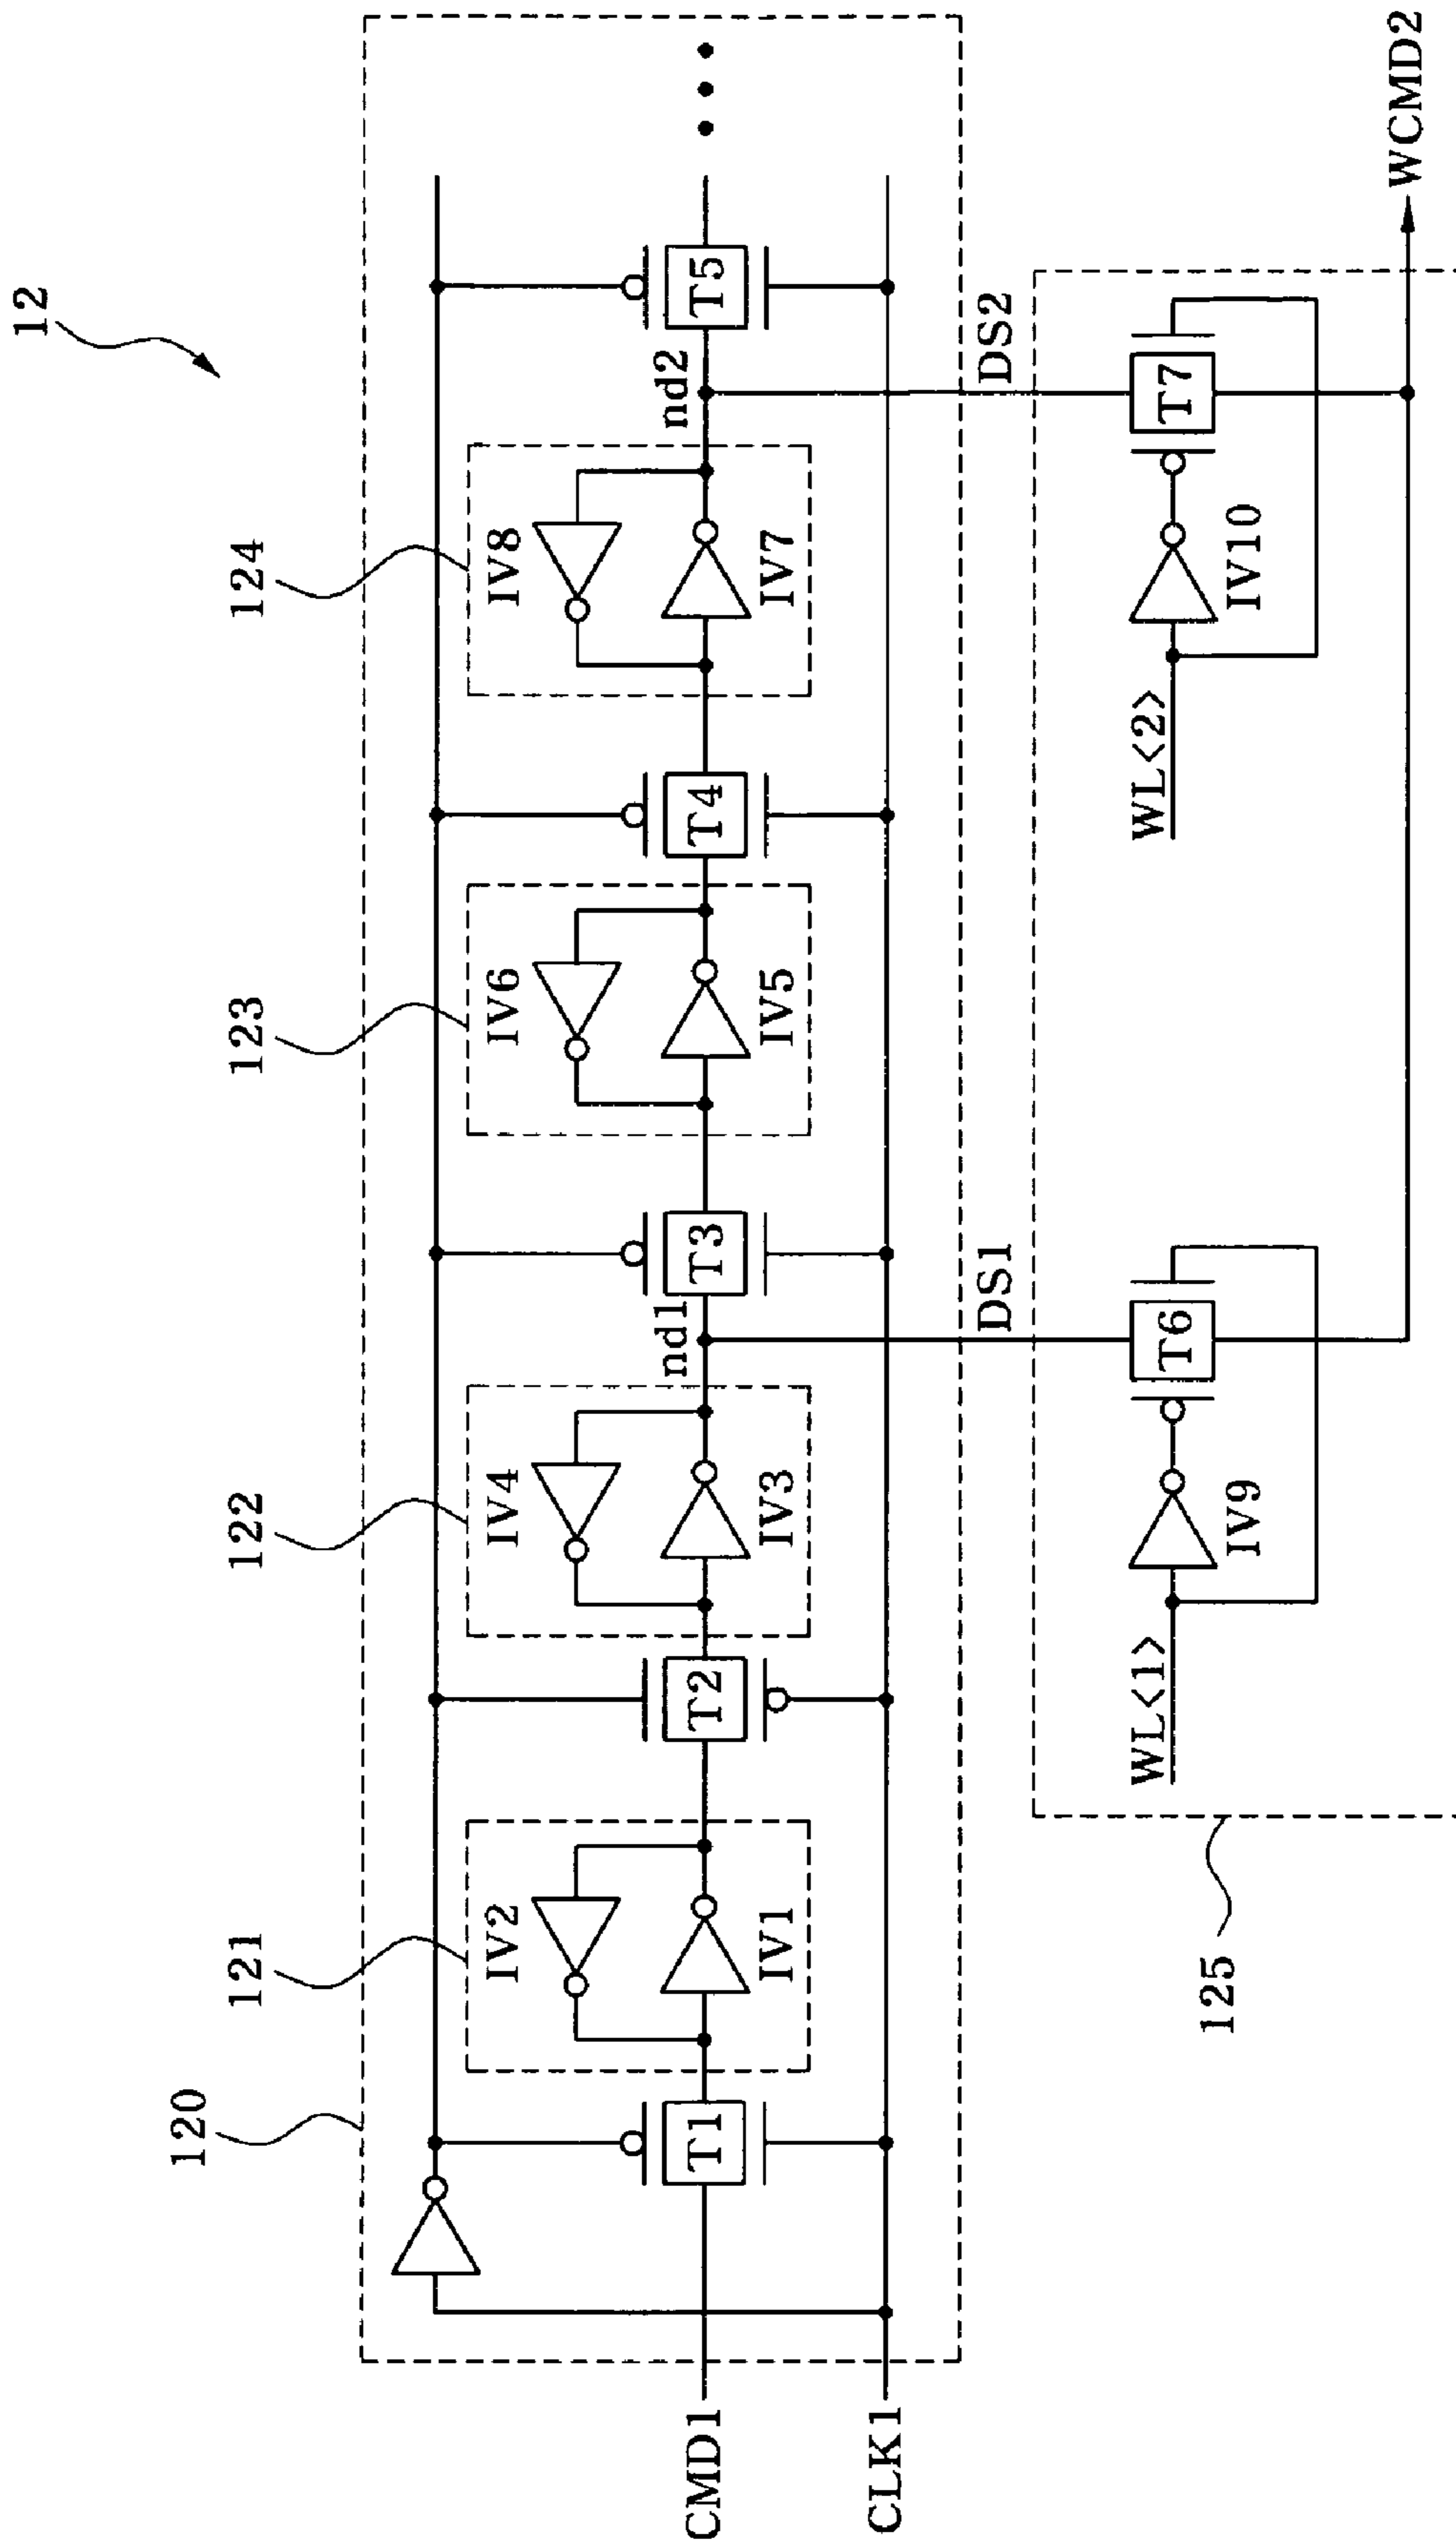 12
120
121
122
123
124
IV2
IV4
IV6
IV8
IV1
IV3
IV5
IV7
CMD1
T1
T2
nd1
T3
T4
nd2
T5
CLK1
DS1
DS2
125
WL<1>
IV9
T6
WL<2>
IV10
T7
WCMD2